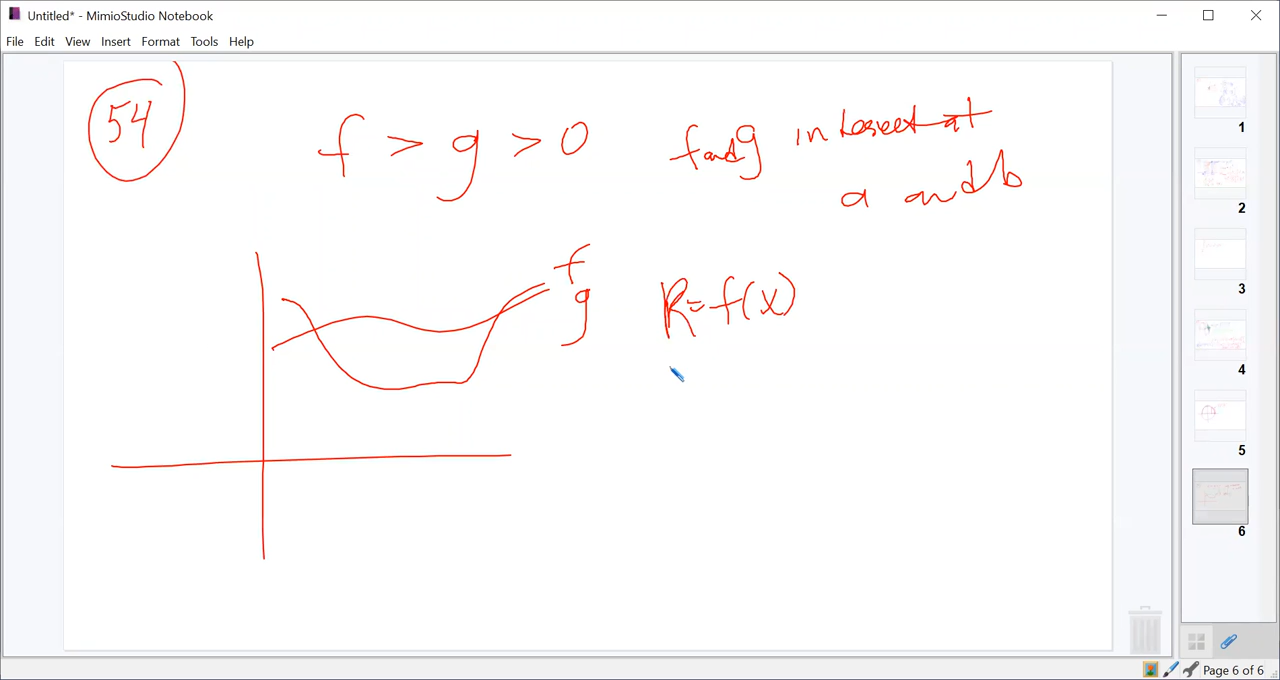 Untitled* - MimioStudio Notebook
File Edit View Insert Format Tools Help
54
f > g > 0 f and g intersect at
a and b
f
g
R = f(x)
1
2
3
4
5
6
Page 6 of 6